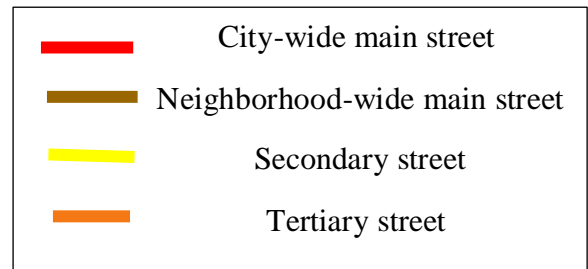 City-wide main street
Neighborhood-wide main street
Secondary street
Tertiary street